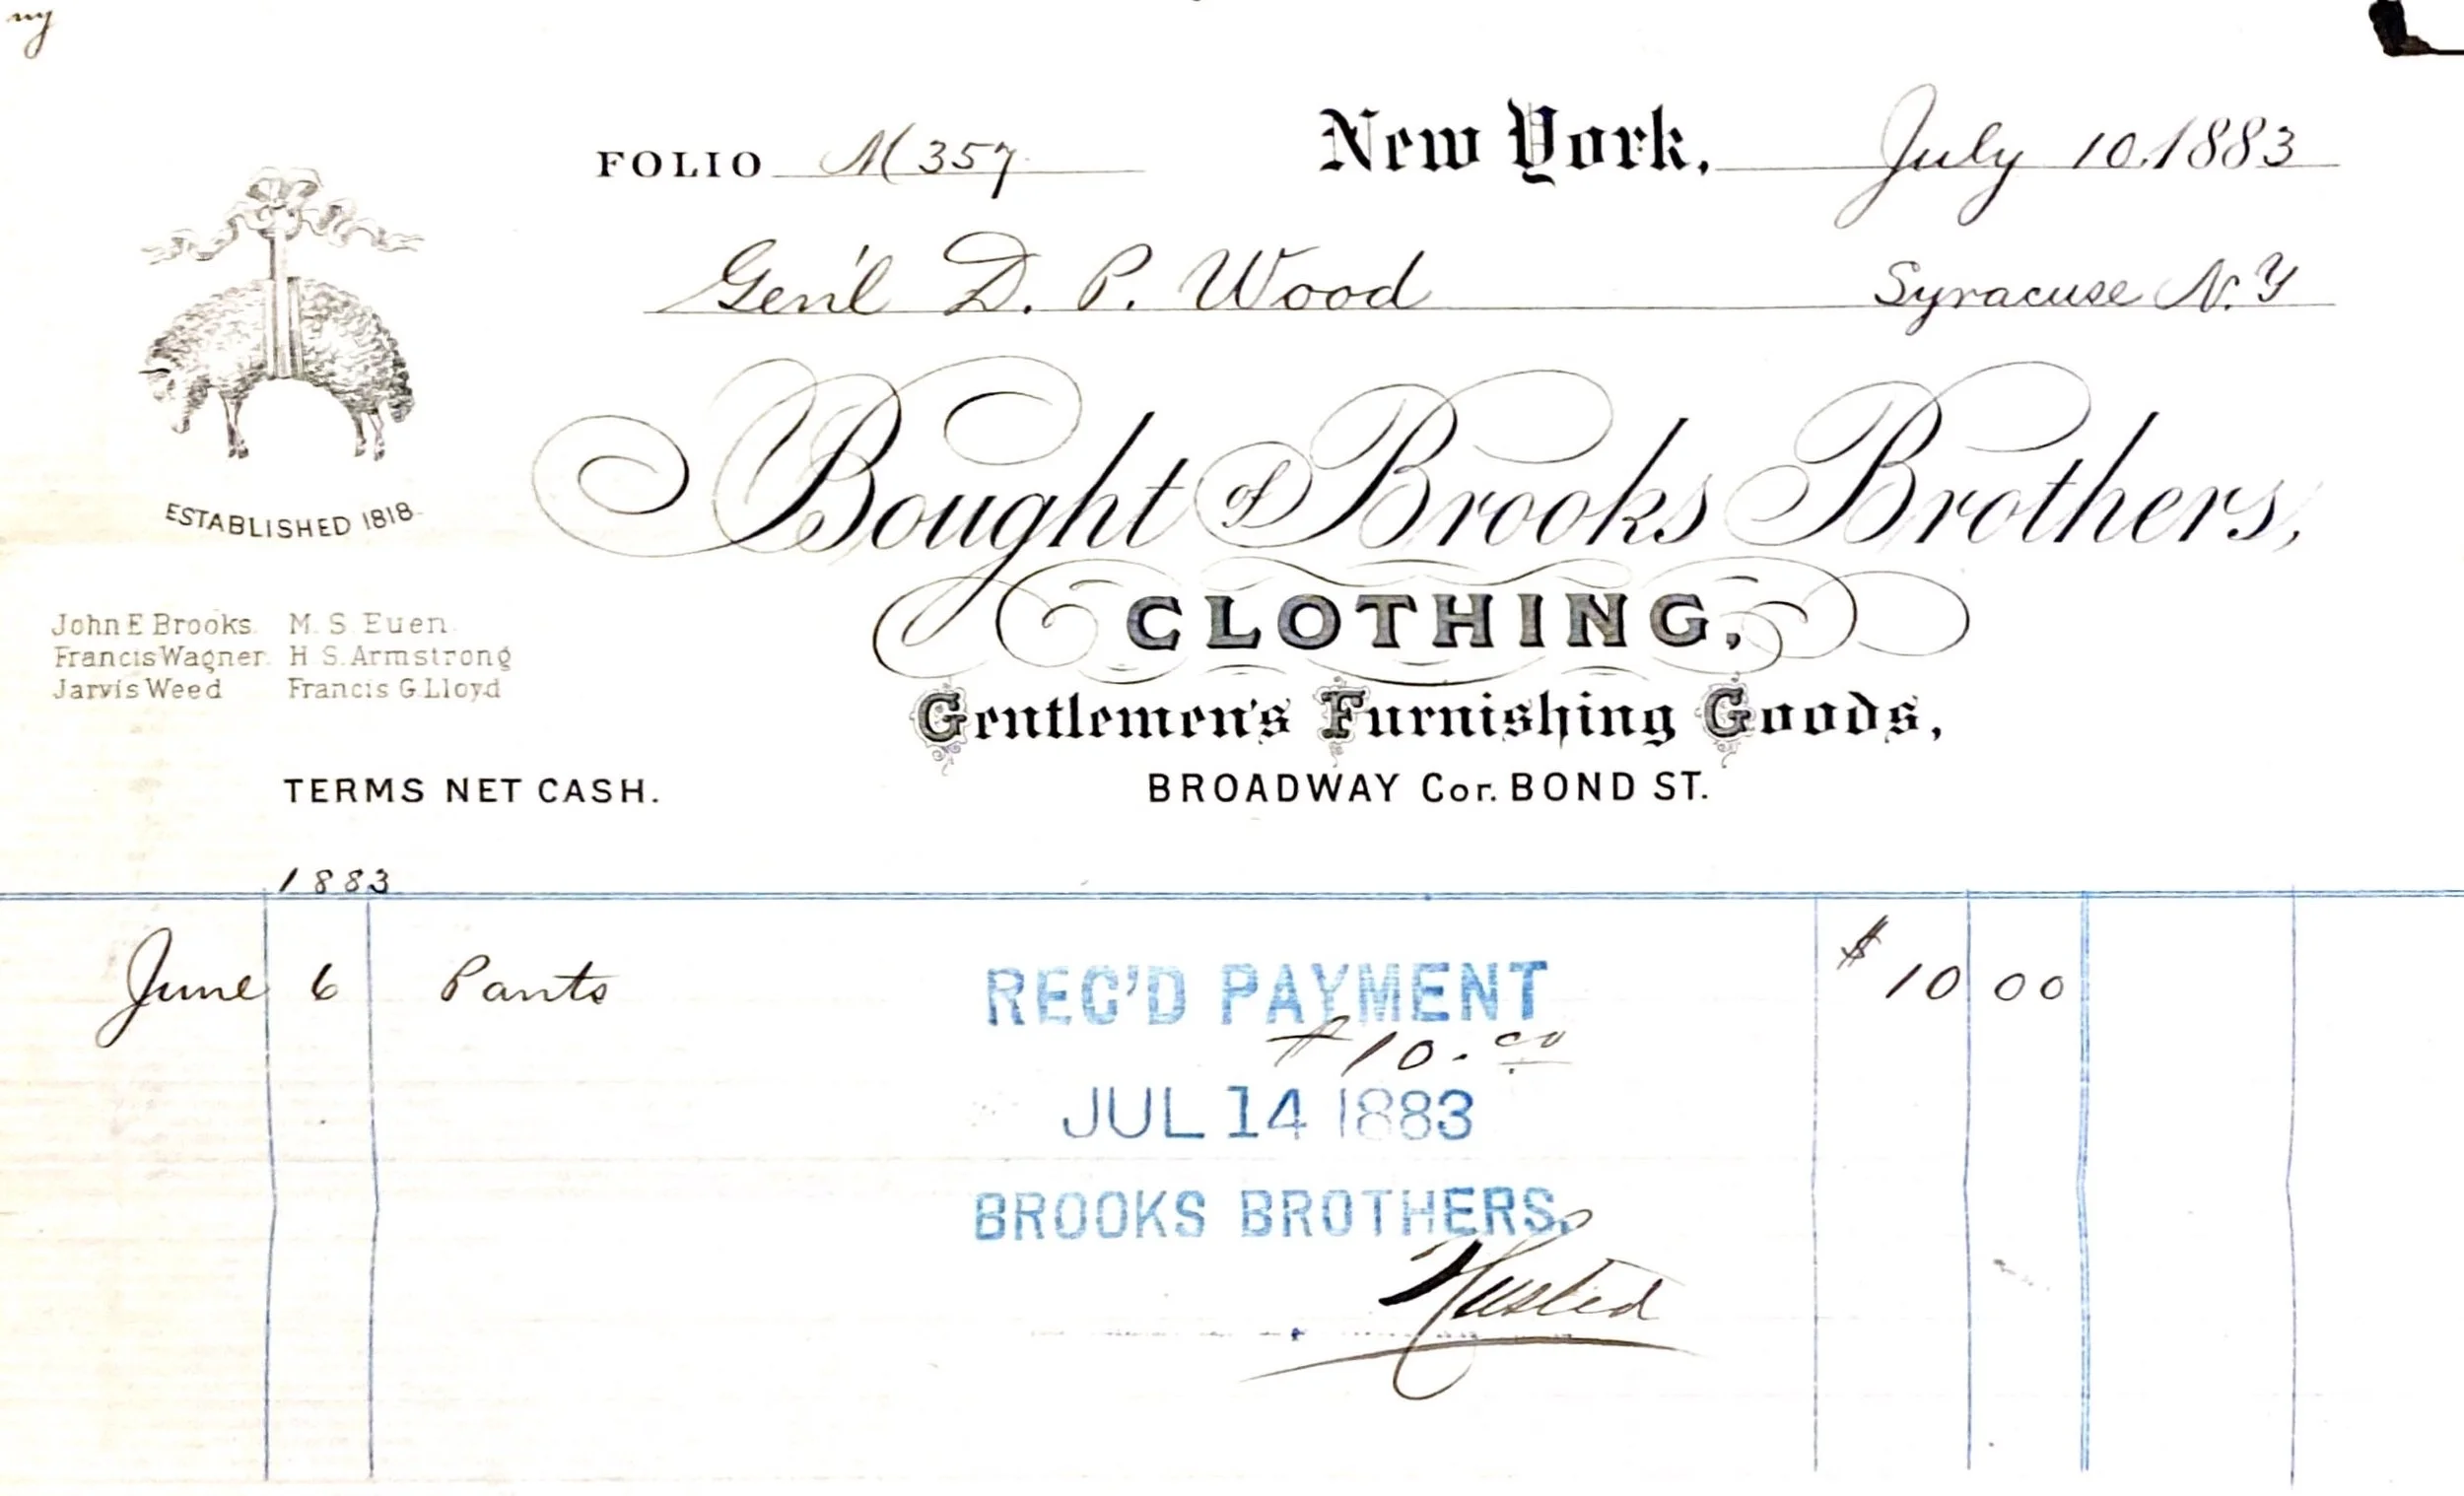 ny
FOLIO M 357
New York, July 10. 1883
Gen'l D. P. Wood Syracuse N.Y
ESTABLISHED 1818
Bought of Brooks Brothers,
CLOTHING,
Gentlemen's Furnishing Goods,
BROADWAY Cor. BOND ST.
John E Brooks. M. S. Euen.
Francis Wagner. H. S. Armstrong
Jarvis Weed Francis G. Lloyd
TERMS NET CASH.
1883
June 6 Pants $10 00
REC'D PAYMENT
$10.00
JUL 14 1883
BROOKS BROTHERS.
Husted